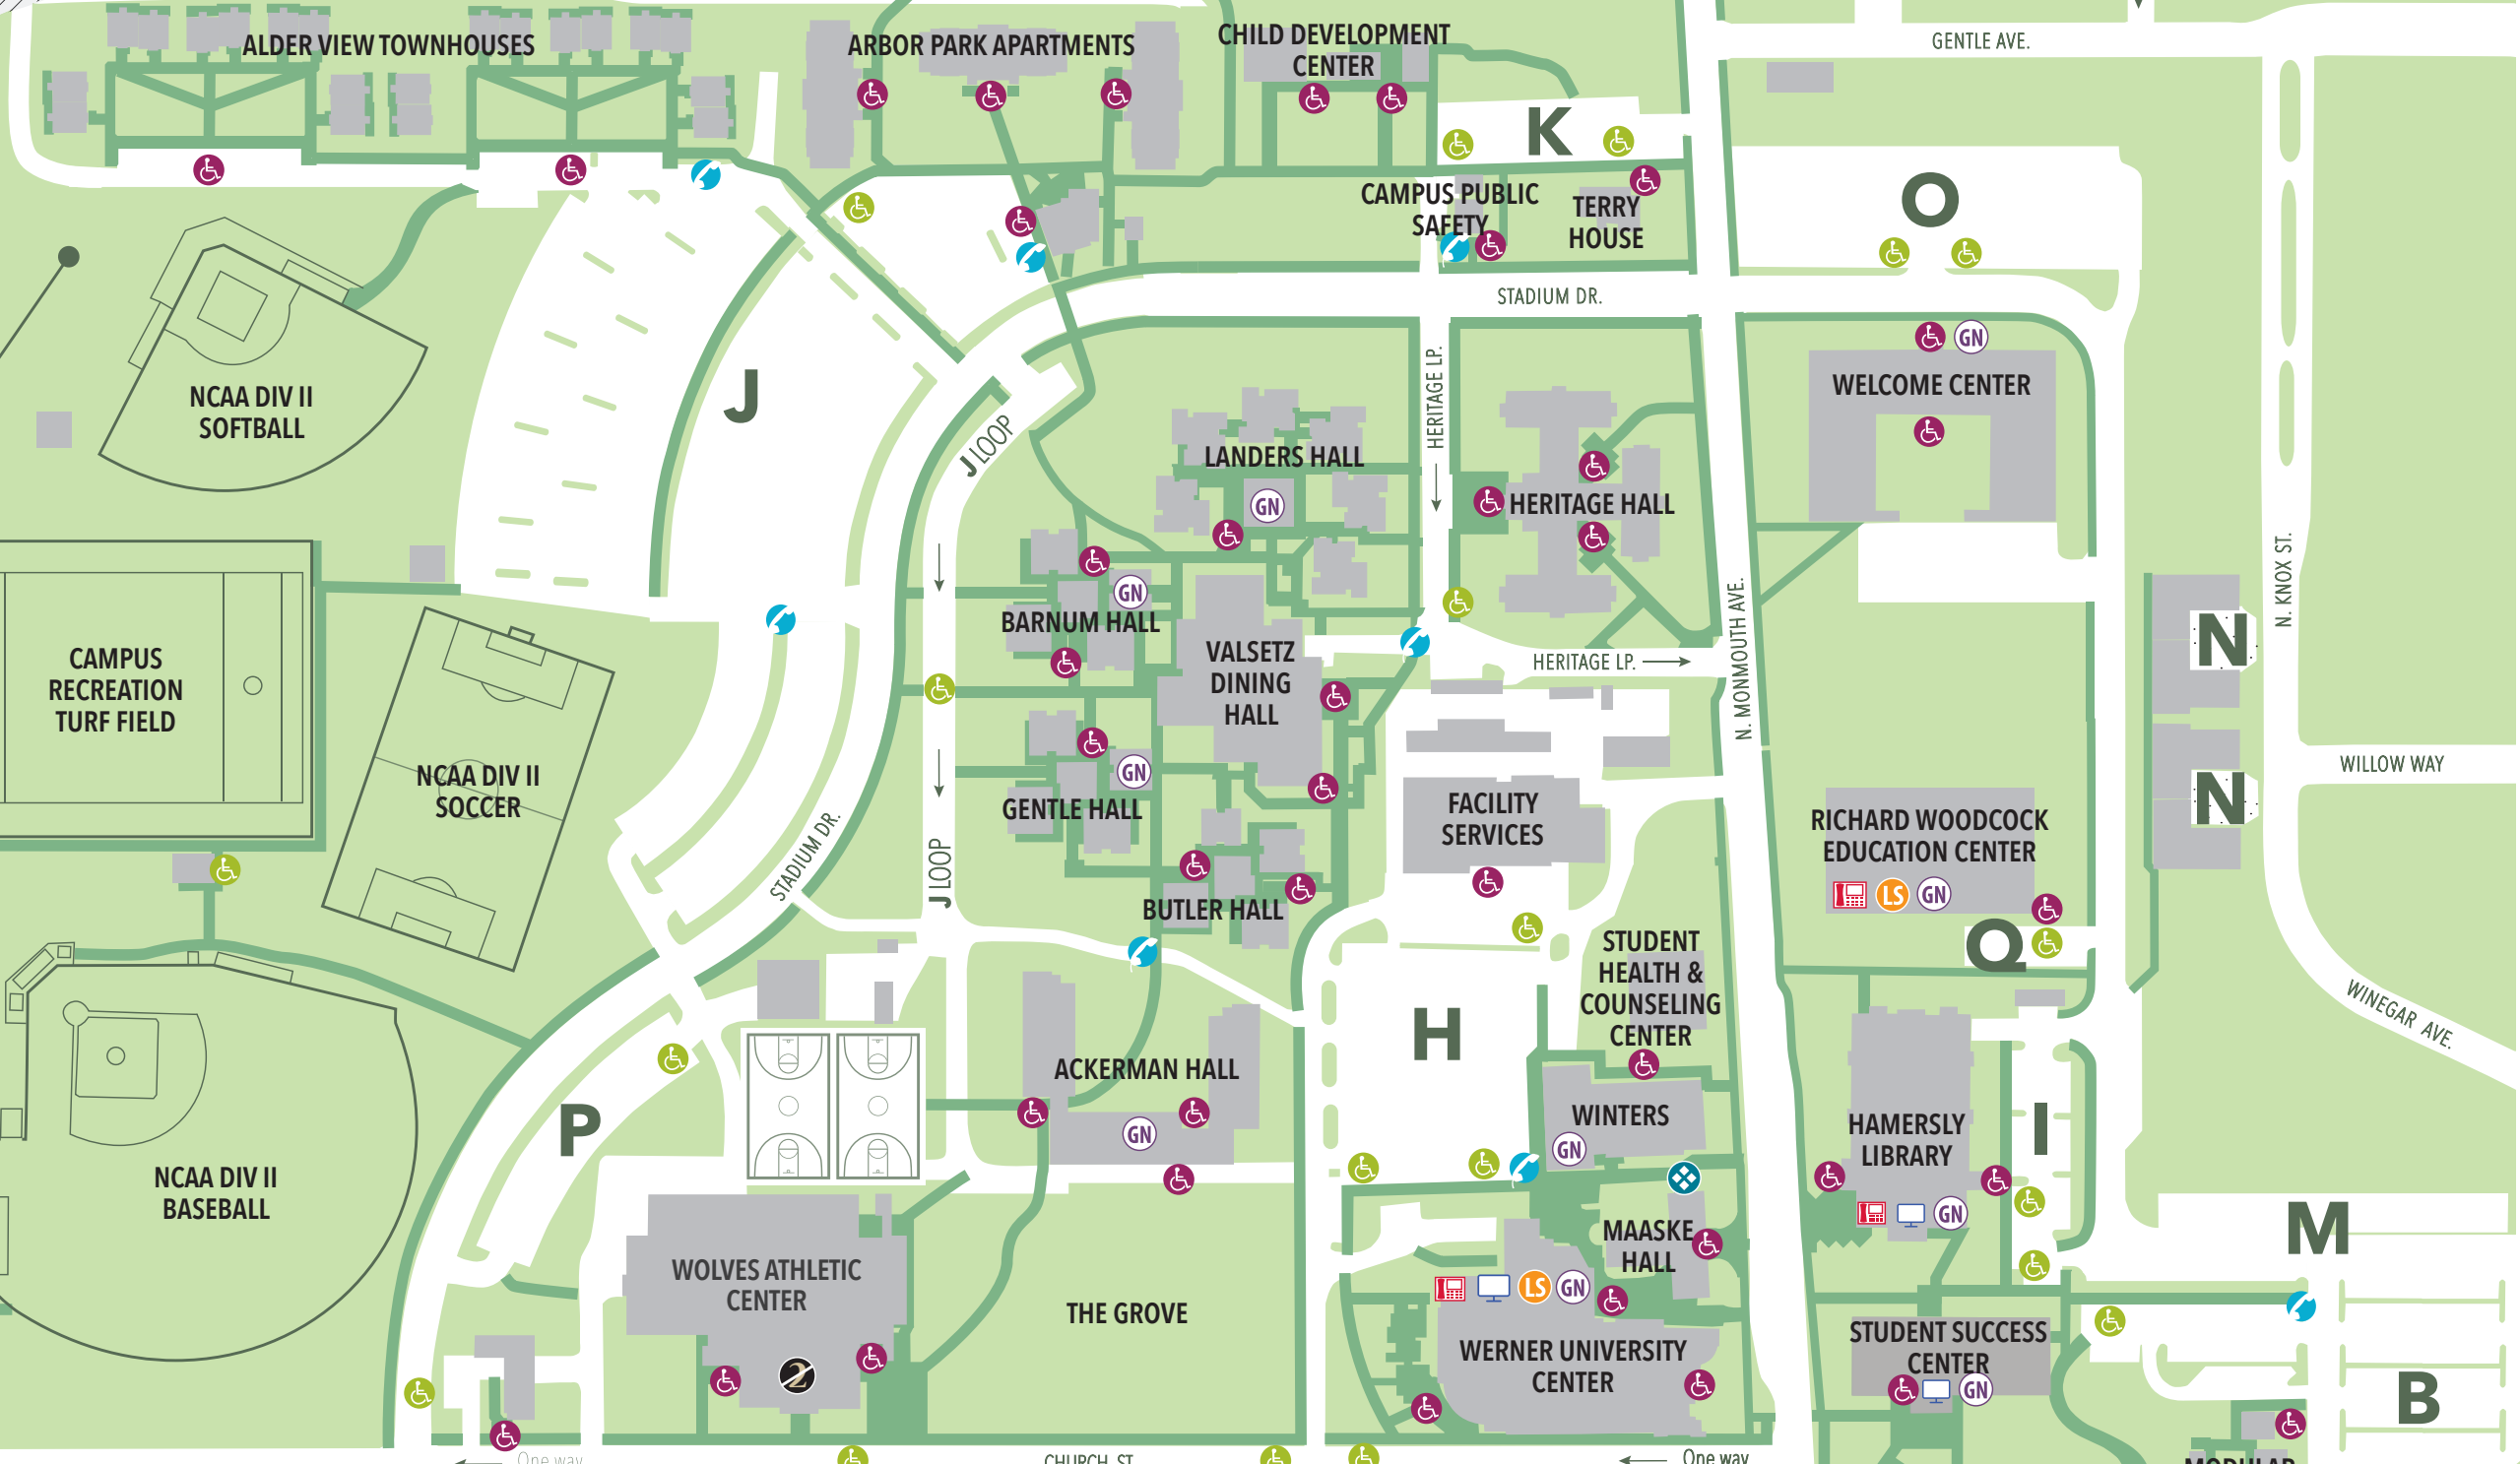 ALDER VIEW TOWNHOUSES
ARBOR PARK APARTMENTS
CHILD DEVELOPMENT
CENTER
GENTLE AVE.
K
CAMPUS PUBLIC
SAFETY
TERRY
HOUSE
O
STADIUM DR.
NCAA DIV II
SOFTBALL
J
J LOOP
HERITAGE LP.
GN
WELCOME CENTER
LANDERS HALL
GN
HERITAGE HALL
N. KNOX ST.
CAMPUS
RECREATION
TURF FIELD
GN
BARNUM HALL
VALSETZ
DINING
HALL
HERITAGE LP.
N. MONMOUTH AVE.
N
NCAA DIV II
SOCCER
GN
GENTLE HALL
WILLOW WAY
N
STADIUM DR.
J LOOP
FACILITY
SERVICES
RICHARD WOODCOCK
EDUCATION CENTER
LS
GN
BUTLER HALL
Q
STUDENT
HEALTH &
COUNSELING
CENTER
WINEGAR AVE.
H
ACKERMAN HALL
GN
P
WINTERS
GN
HAMERSLY
LIBRARY
GN
I
NCAA DIV II
BASEBALL
M
MAASKE
HALL
WOLVES ATHLETIC
CENTER
2
THE GROVE
LS
GN
WERNER UNIVERSITY
CENTER
STUDENT SUCCESS
CENTER
GN
B
One way
CHURCH ST
One way
MODULAR